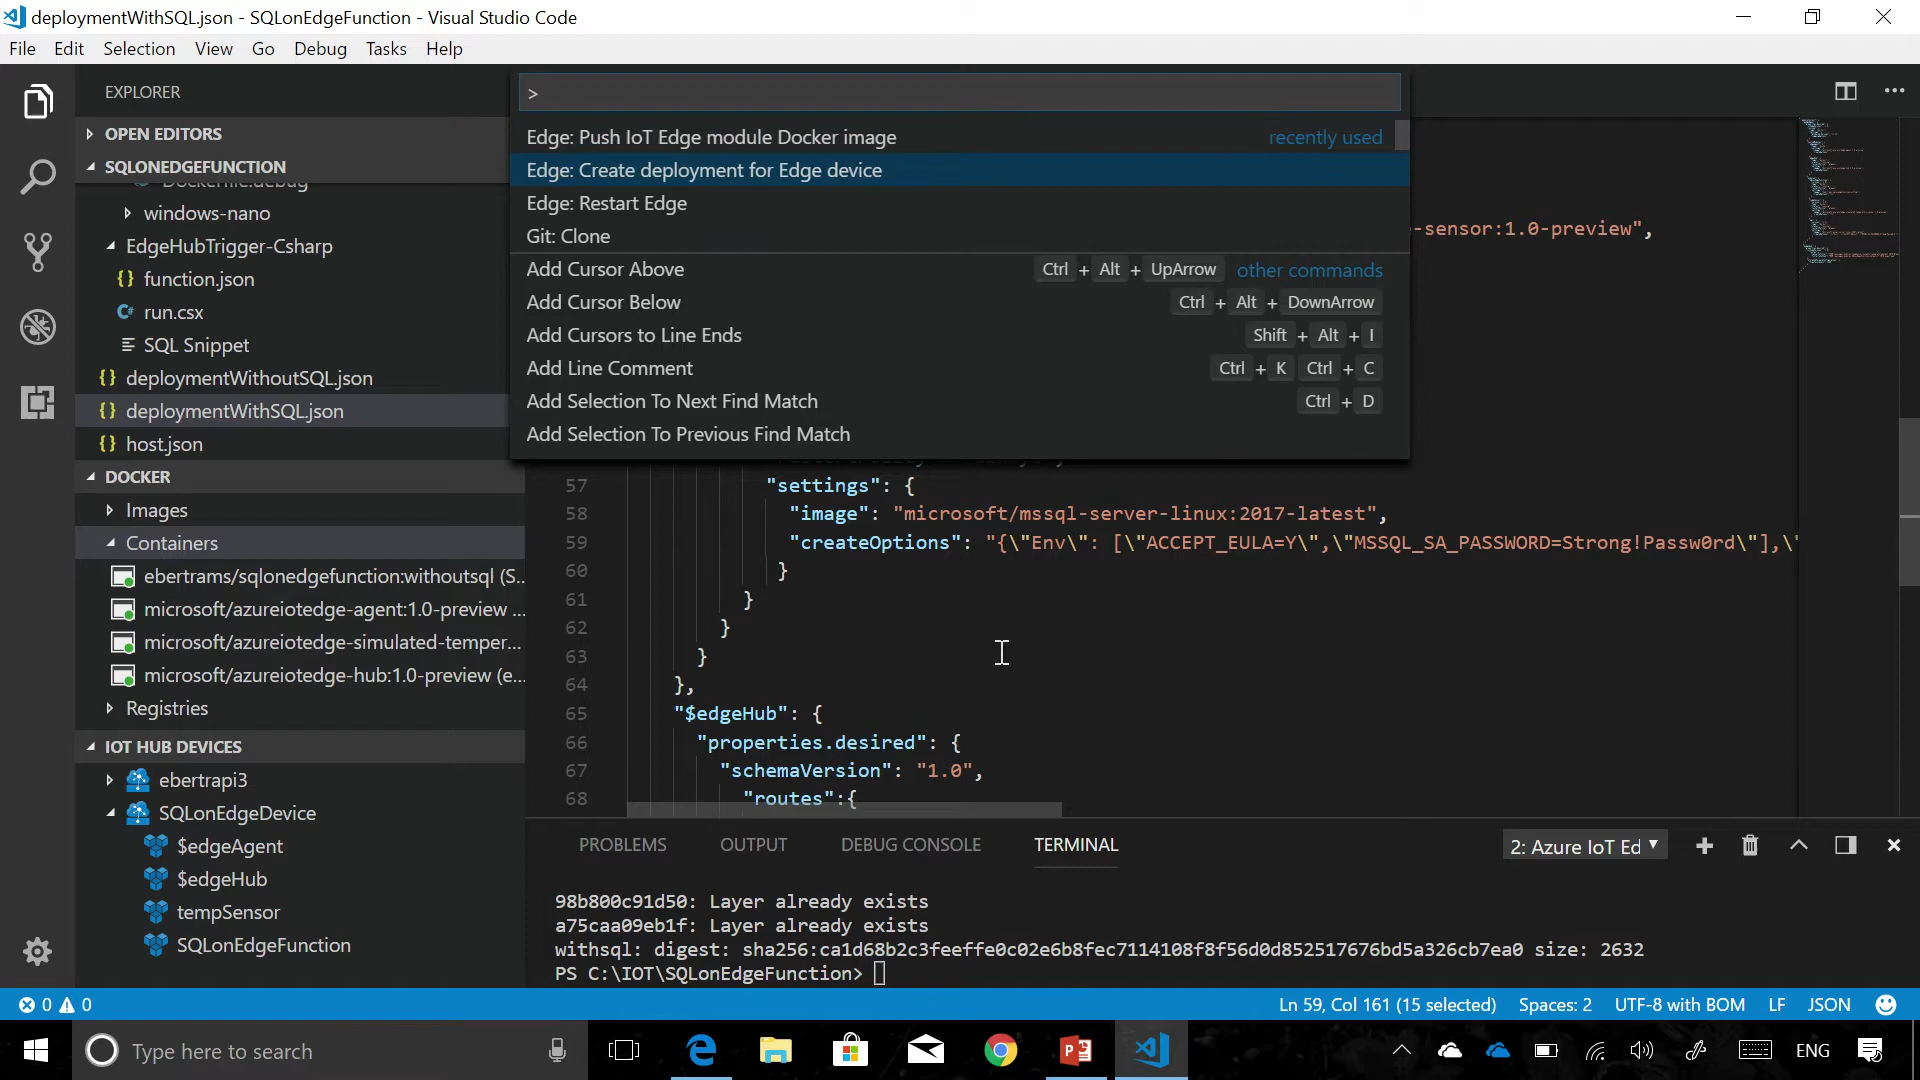 deploymentWithSQL.json - SQLonEdgeFunction - Visual Studio Code
File Edit Selection View Go Debug Tasks Help
EXPLORER
OPEN EDITORS
SQLONEDGEFUNCTION
Dockerfile.debug
windows-nano
EdgeHubTrigger-Csharp
{} function.json
C# run.csx
SQL Snippet
{} deploymentWithoutSQL.json
{} deploymentWithSQL.json
{} host.json
DOCKER
Images
Containers
ebertrams/sqlonedgefunction:withoutsql (S...
microsoft/azureiotedge-agent:1.0-preview ...
microsoft/azureiotedge-simulated-temper...
microsoft/azureiotedge-hub:1.0-preview (e...
Registries
IOT HUB DEVICES
ebertrapi3
SQLonEdgeDevice
$edgeAgent
$edgeHub
tempSensor
SQLonEdgeFunction
>
Edge: Push IoT Edge module Docker image recently used
Edge: Create deployment for Edge device
Edge: Restart Edge
Git: Clone
Add Cursor Above Ctrl + Alt + UpArrow other commands
Add Cursor Below Ctrl + Alt + DownArrow
Add Cursors to Line Ends Shift + Alt + I
Add Line Comment Ctrl + K Ctrl + C
Add Selection To Next Find Match Ctrl + D
Add Selection To Previous Find Match
-sensor:1.0-preview",
57 "settings": {
58 "image": "microsoft/mssql-server-linux:2017-latest",
59 "createOptions": "{\"Env\": [\"ACCEPT_EULA=Y\",\"MSSQL_SA_PASSWORD=Strong!Passw0rd\"],\"
60 }
61 }
62 }
63 }
64 },
65 "$edgeHub": {
66 "properties.desired": {
67 "schemaVersion": "1.0",
68 "routes":{
PROBLEMS OUTPUT DEBUG CONSOLE TERMINAL 2: Azure IoT Ed
98b800c91d50: Layer already exists
a75caa09eb1f: Layer already exists
withsql: digest: sha256:ca1d68b2c3feeffe0c02e6b8fec7114108f8f56d0d852517676bd5a326cb7ea0 size: 2632
PS C:\IOT\SQLonEdgeFunction>
0 0 Ln 59, Col 161 (15 selected) Spaces: 2 UTF-8 with BOM LF JSON
Type here to search ENG